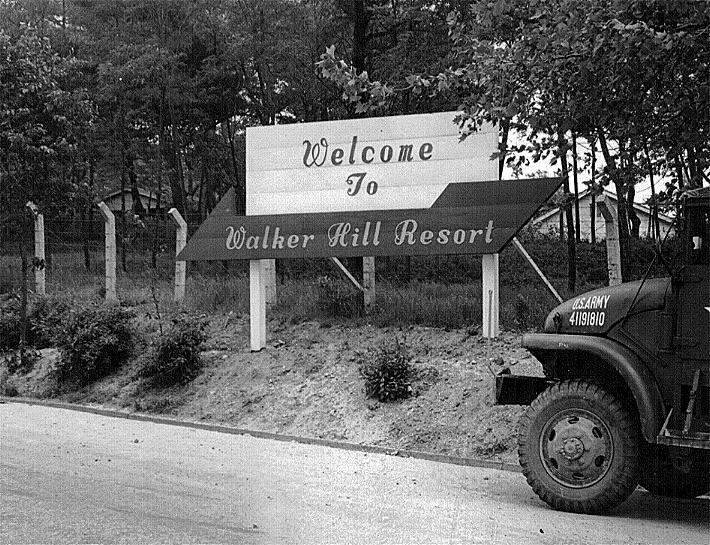 Welcome
To
Walker Hill Resort
U.S.ARMY
41191810